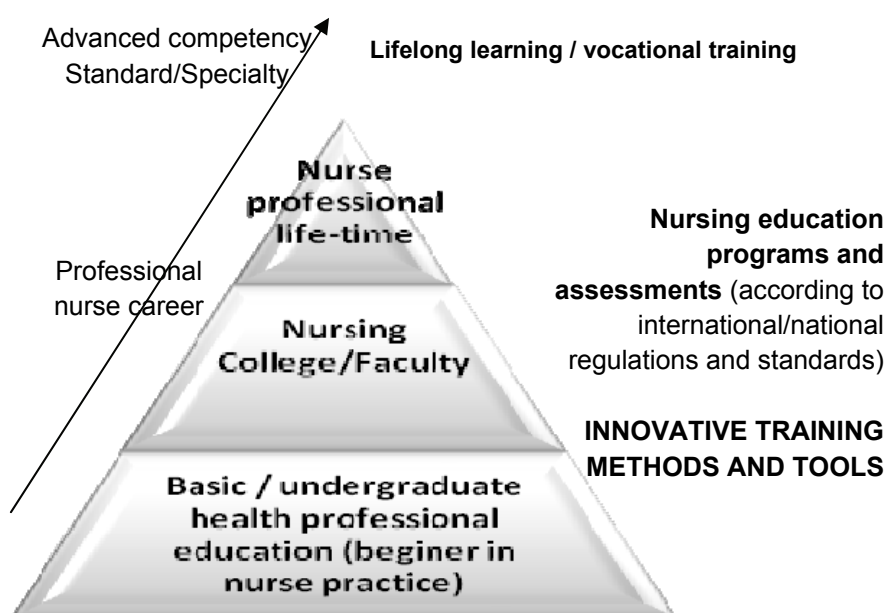 Advanced competency
Standard/Specialty
Lifelong learning / vocational training
Nurse
professional
life-time
Professional
nurse career
Nursing education
programs and
assessments (according to
international/national
regulations and standards)
Nursing
College/Faculty
INNOVATIVE TRAINING
METHODS AND TOOLS
Basic / undergraduate
health professional
education (beginer in
nurse practice)